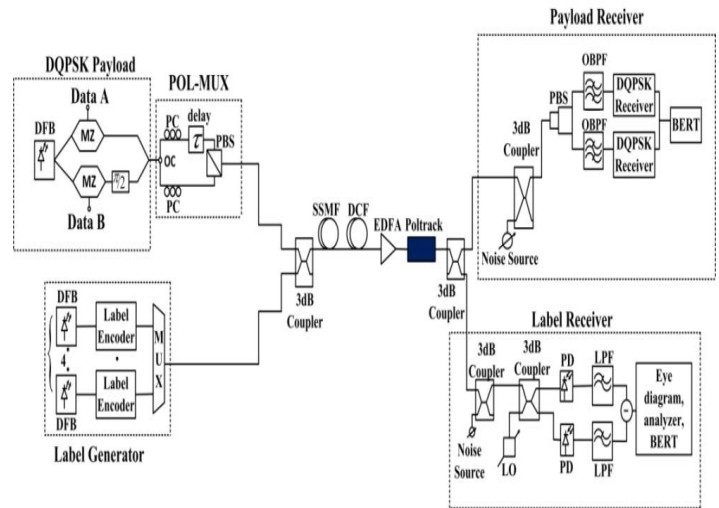 DQPSK Payload
Data A
DFB
MZ
MZ
π/2
Data B
POL-MUX
PC
delay
τ
OC
PBS
PC
DFB
Label
Encoder
4
Label
Encoder
DFB
MUX
Label Generator
3dB
Coupler
SSMF
DCF
EDFA
Poltrack
3dB
Coupler
Payload Receiver
3dB
Coupler
Noise Source
PBS
OBPF
DQPSK
Receiver
OBPF
DQPSK
Receiver
BERT
Label Receiver
3dB
Coupler
Noise
Source
3dB
Coupler
LO
PD
LPF
PD
LPF
-
Eye
diagram,
analyzer,
BERT